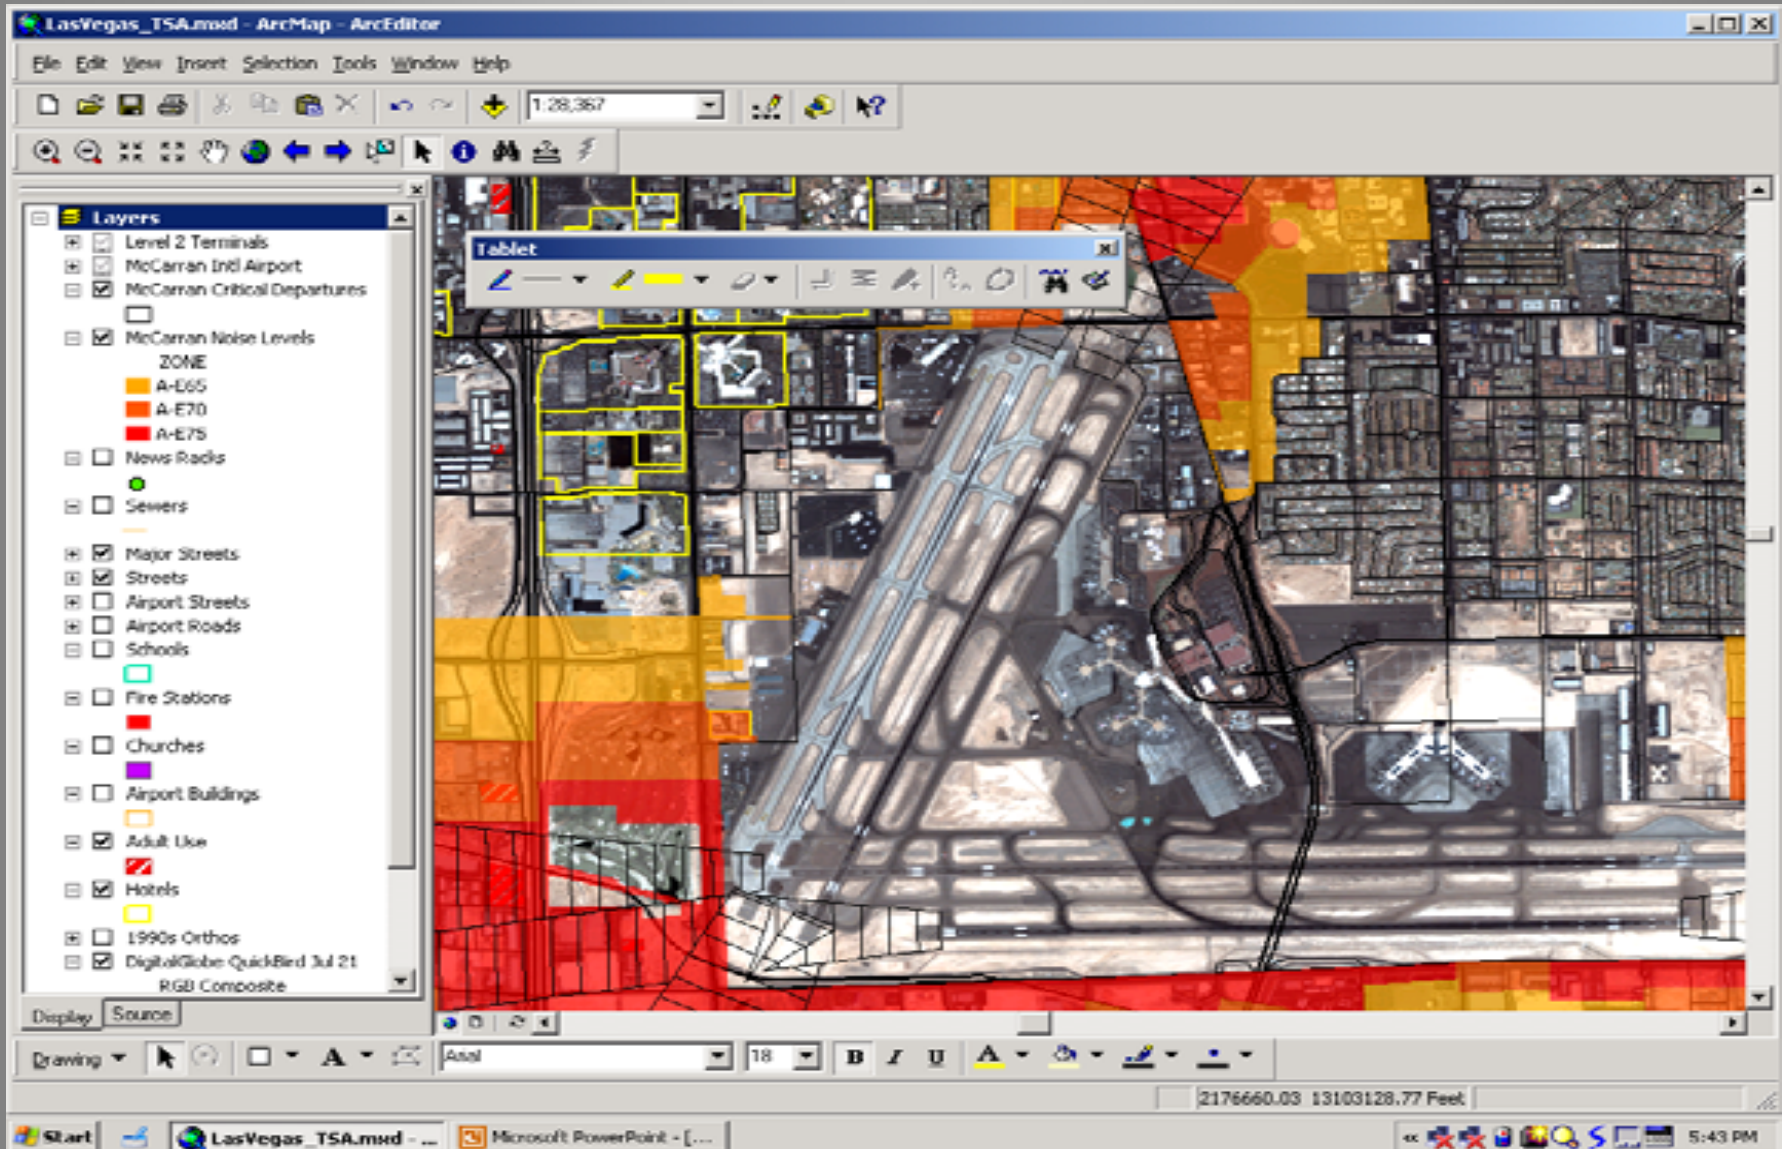 LasVegas_TSA.mxd - ArcMap - ArcEditor
File Edit View Insert Selection Tools Window Help
1:28,367
Layers
Level 2 Terminals
McCarran Intl Airport
McCarran Critical Departures
McCarran Noise Levels
ZONE
A-E65
A-E70
A-E75
News Racks
Sewers
Major Streets
Streets
Airport Streets
Airport Roads
Schools
Fire Stations
Churches
Airport Buildings
Adult Use
Hotels
1990s Orthos
DigitalGlobe QuickBird Jul 21
RGB Composite
Display Source
Tablet
Drawing A Arial 18 B I U A
2176660.03 13103128.77 Feet
Start LasVegas_TSA.mxd - ... Microsoft PowerPoint - [... 5:43 PM